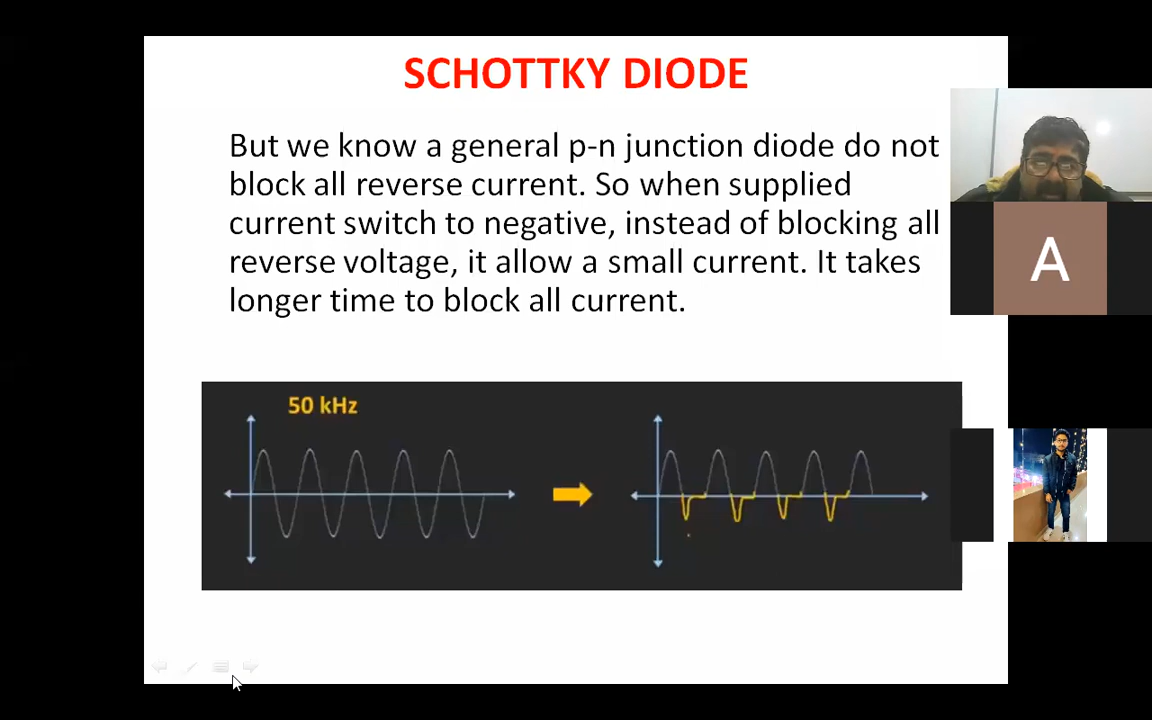 SCHOTTKY DIODE
But we know a general p-n junction diode do not
block all reverse current. So when supplied
current switch to negative, instead of blocking all
reverse voltage, it allow a small current. It takes
longer time to block all current.
A
50 kHz